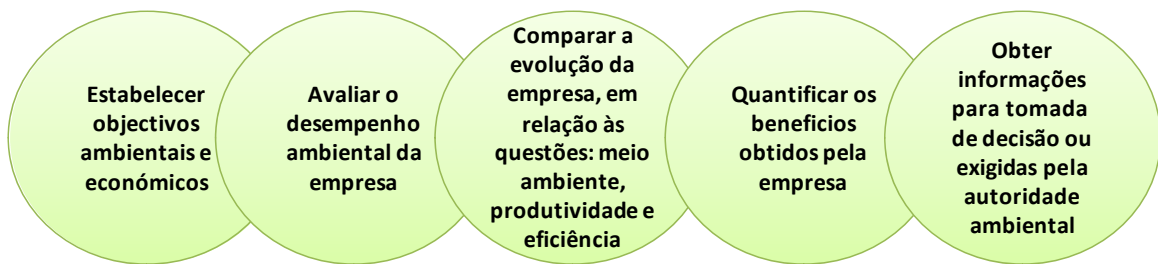 Estabelecer
objectivos
ambientais e
económicos
Avaliar o
desempenho
ambiental da
empresa
Comparar a
evolução da
empresa, em
relação às
questões: meio
ambiente,
produtividade e
eficiência
Quantificar os
beneficios
obtidos pela
empresa
Obter
informações
para tomada
de decisão ou
exigidas pela
autoridade
ambiental